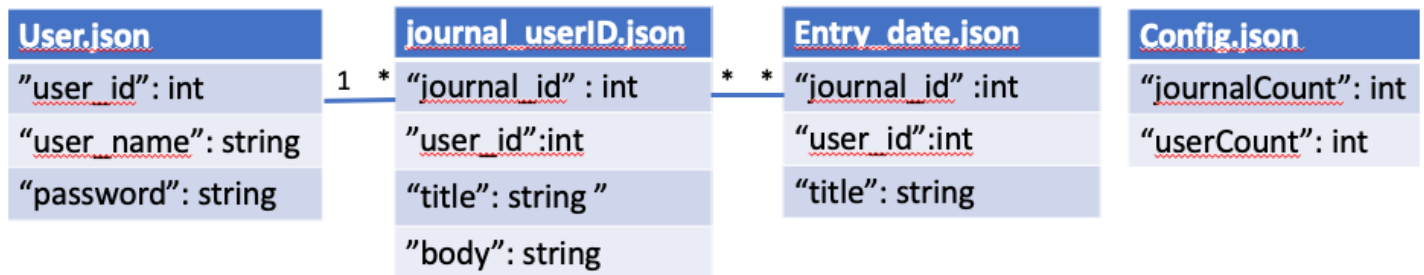 User.json
"user_id": int
"user_name": string
"password": string
1 *
journal_userID.json
"journal_id" : int
"user_id":int
"title": string "
"body": string
* *
Entry_date.json
"journal_id" :int
"user_id":int
"title": string
Config.json
"journalCount": int
"userCount": int